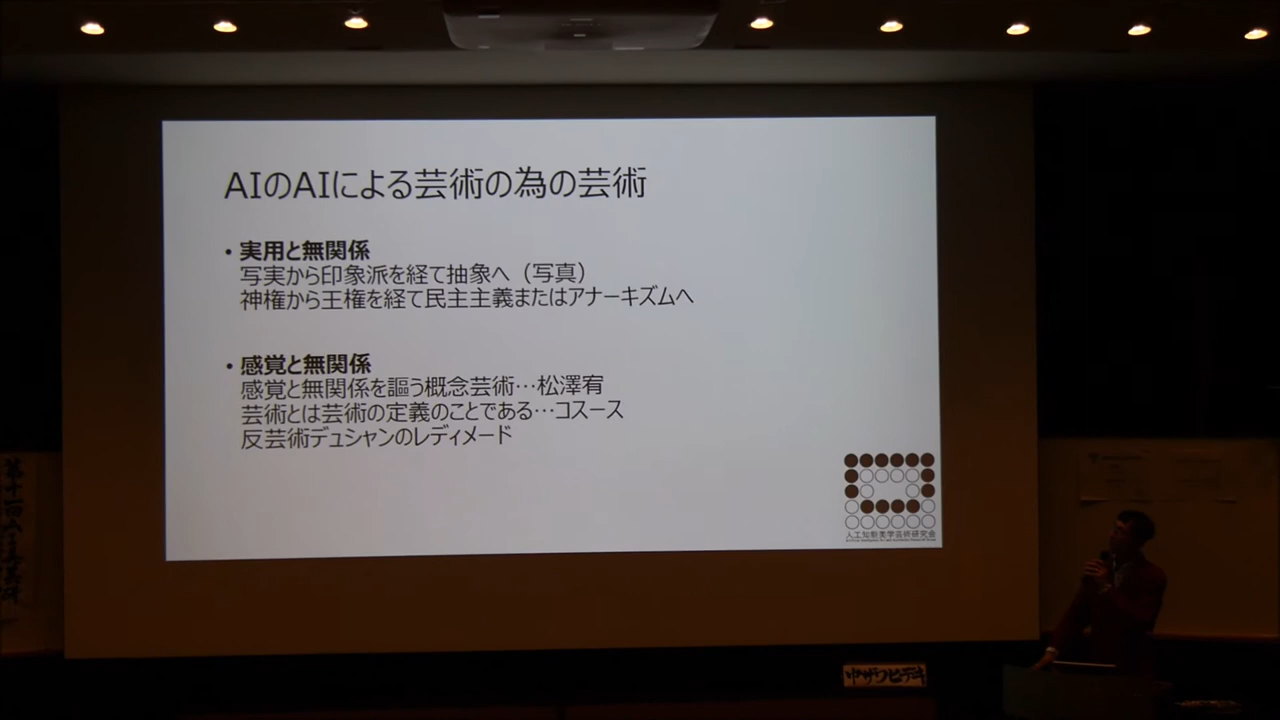 AIのAIによる芸術の為の芸術
• 実用と無関係
写実から印象派を経て抽象へ（写真）
神権から王権を経て民主主義またはアナーキズムへ
• 感覚と無関係
感覚と無関係を謳う概念芸術…松澤宥
芸術とは芸術の定義のことである…コスース
反芸術デュシャンのレディメード
人工知能美学芸術研究会
中ザワヒデキ